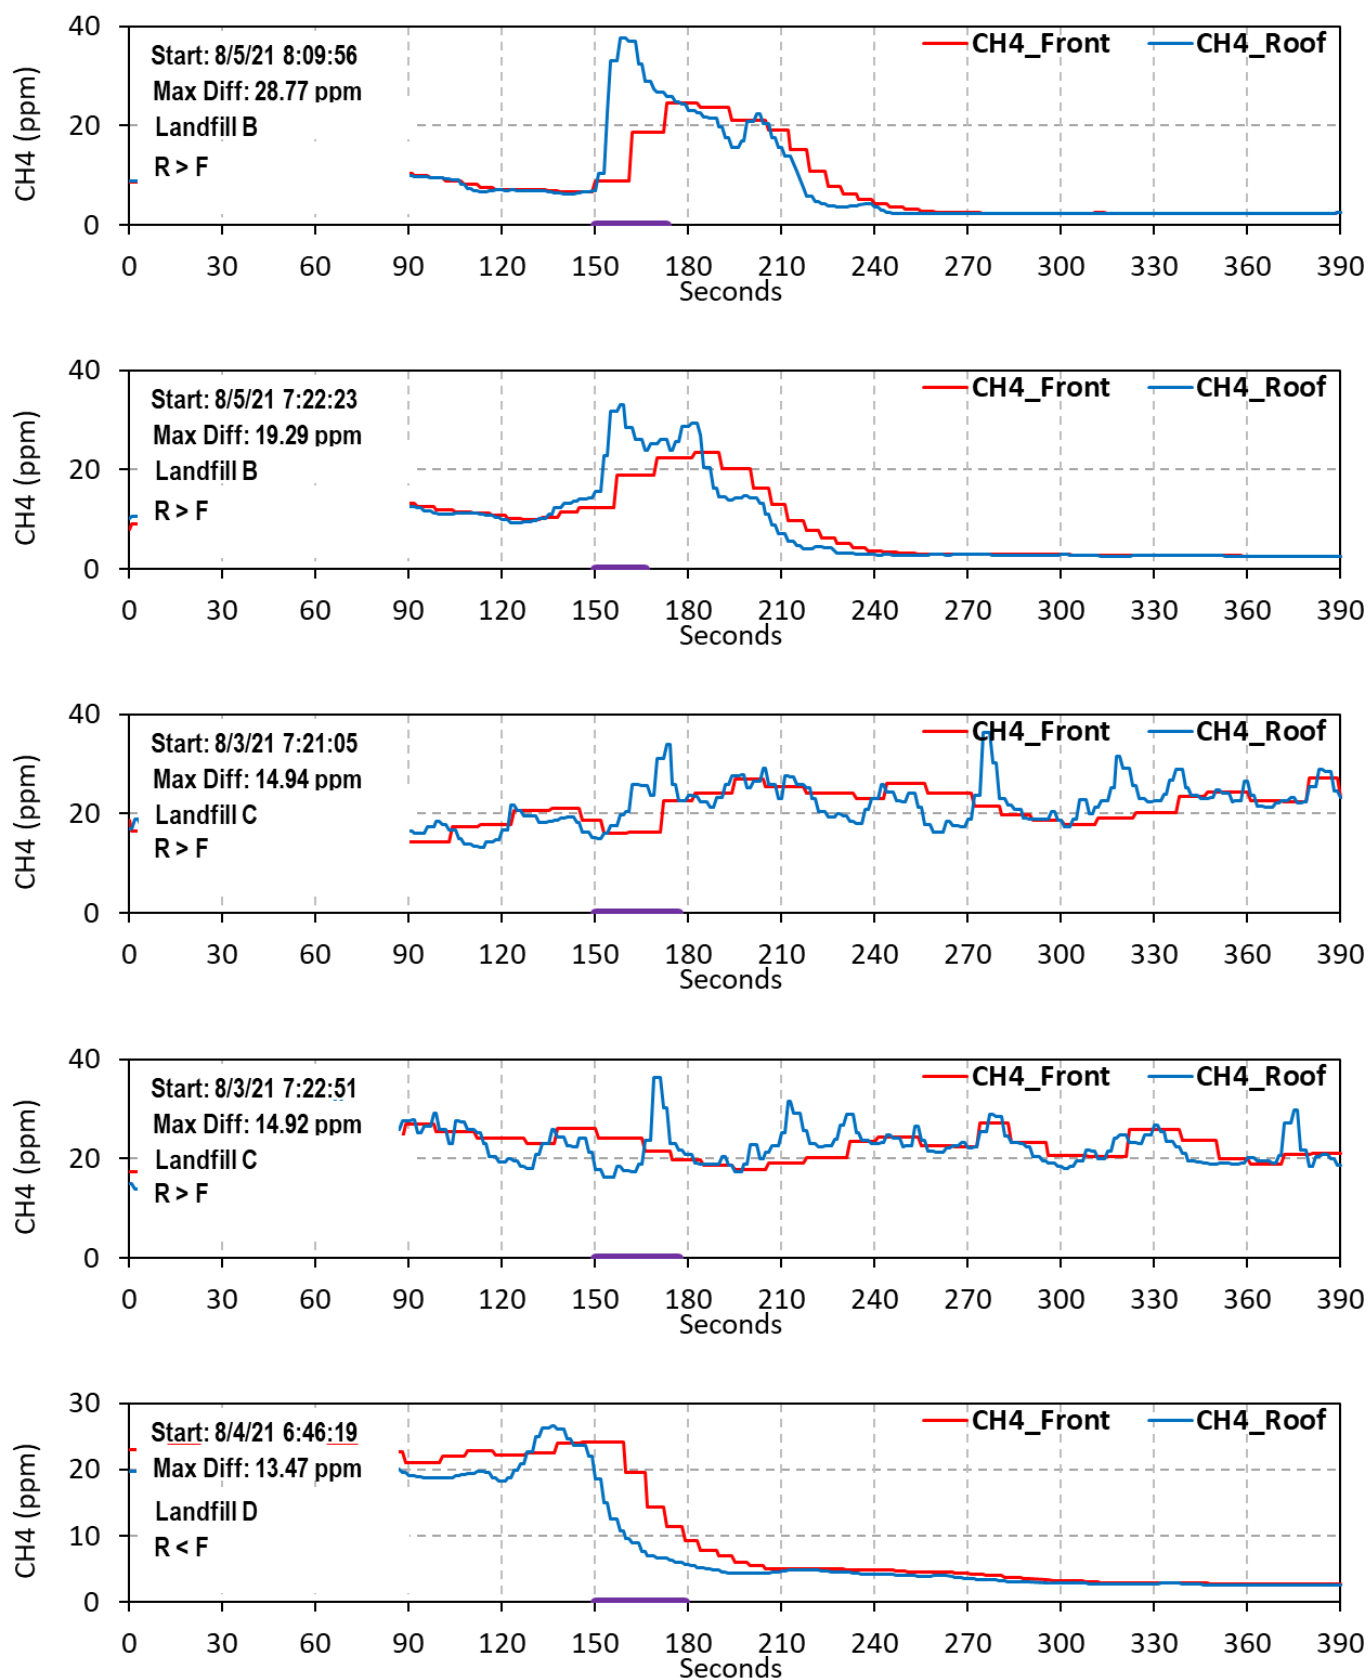 CH4 (ppm)
40
20
0
Start: 8/5/21 8:09:56
Max Diff: 28.77 ppm
Landfill B
R > F
CH4_Front CH4_Roof
0 30 60 90 120 150 180 210 240 270 300 330 360 390
Seconds
CH4 (ppm)
40
20
0
Start: 8/5/21 7:22:23
Max Diff: 19.29 ppm
Landfill B
R > F
CH4_Front CH4_Roof
0 30 60 90 120 150 180 210 240 270 300 330 360 390
Seconds
CH4 (ppm)
40
20
0
Start: 8/3/21 7:21:05
Max Diff: 14.94 ppm
Landfill C
R > F
CH4_Front CH4_Roof
0 30 60 90 120 150 180 210 240 270 300 330 360 390
Seconds
CH4 (ppm)
40
20
0
Start: 8/3/21 7:22:51
Max Diff: 14.92 ppm
Landfill C
R > F
CH4_Front CH4_Roof
0 30 60 90 120 150 180 210 240 270 300 330 360 390
Seconds
CH4 (ppm)
30
20
10
0
Start: 8/4/21 6:46:19
Max Diff: 13.47 ppm
Landfill D
R < F
CH4_Front CH4_Roof
0 30 60 90 120 150 180 210 240 270 300 330 360 390
Seconds